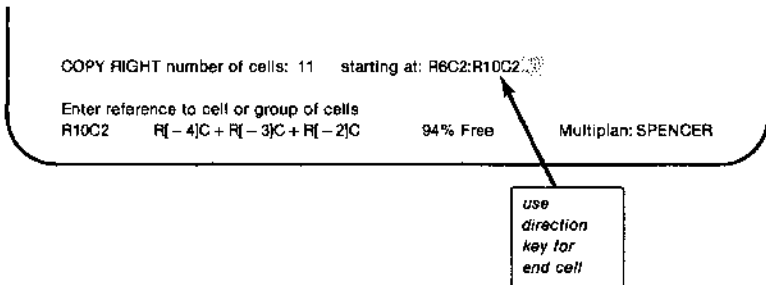 COPY RIGHT number of cells: 11 starting at: R6C2:R10C2
Enter reference to cell or group of cells
R10C2 R[-4]C + R[-3]C + R[-2]C 94% Free Multiplan: SPENCER
use
direction
key for
end cell